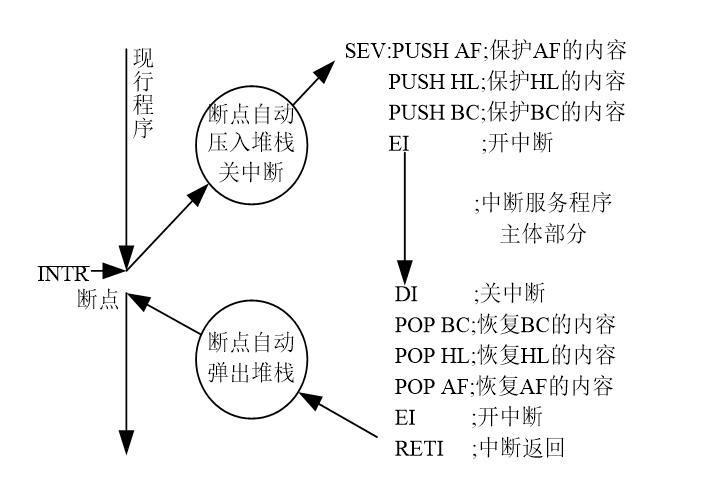 现行程序
断点自动
压入堆栈
关中断
INTR
断点
断点自动
弹出堆栈
SEV:PUSH AF;保护AF的内容
PUSH HL;保护HL的内容
PUSH BC;保护BC的内容
EI ;开中断
;中断服务程序
主体部分
DI ;关中断
POP BC;恢复BC的内容
POP HL;恢复HL的内容
POP AF;恢复AF的内容
EI ;开中断
RETI ;中断返回